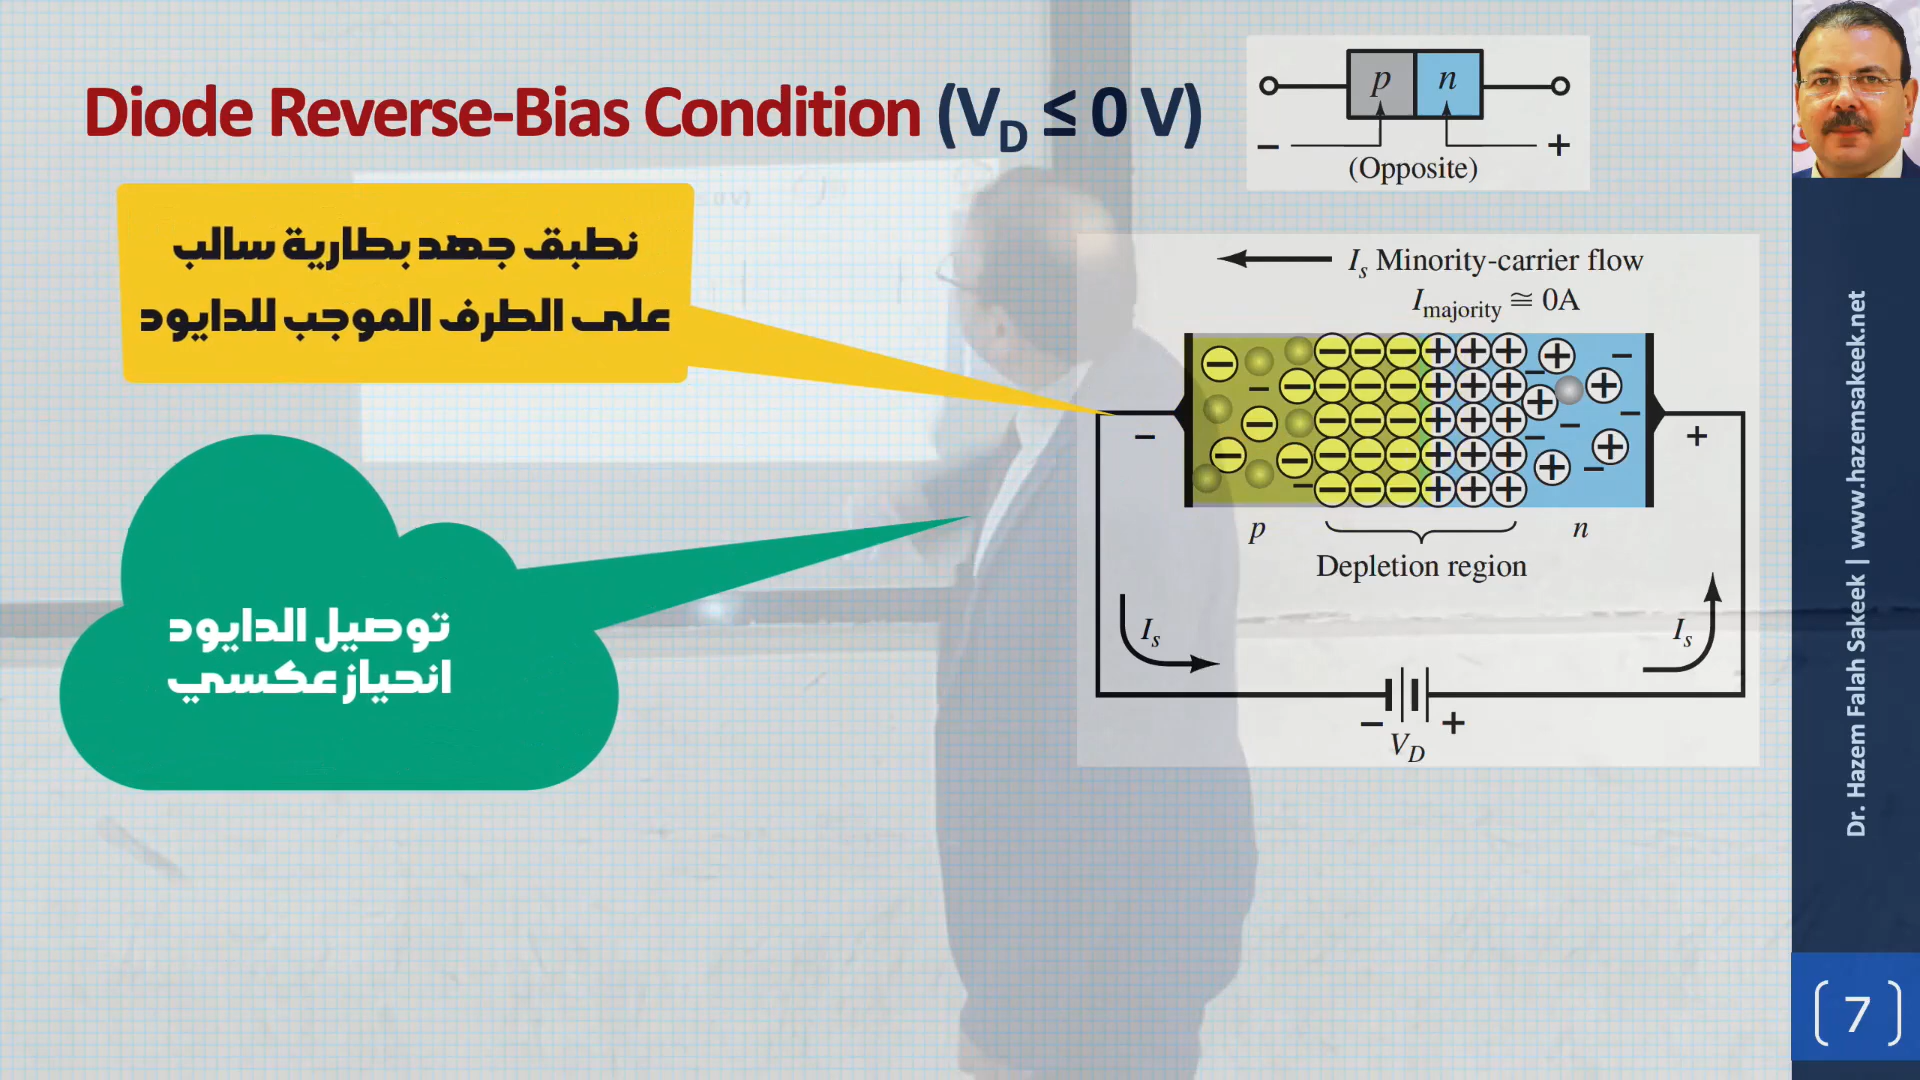 Diode Reverse-Bias Condition (V_D ≤ 0 V)
p n
− +
(Opposite)
نطبق جهد بطارية سالب
على الطرف الموجب للدايود
I_s Minority-carrier flow
I_majority ≅ 0A
− +
p n
Depletion region
توصيل الدايود
انحياز عكسي
I_s I_s
− +
V_D
Dr. Hazem Falah Sakeek | www.hazemsakeek.net
[ 7 ]